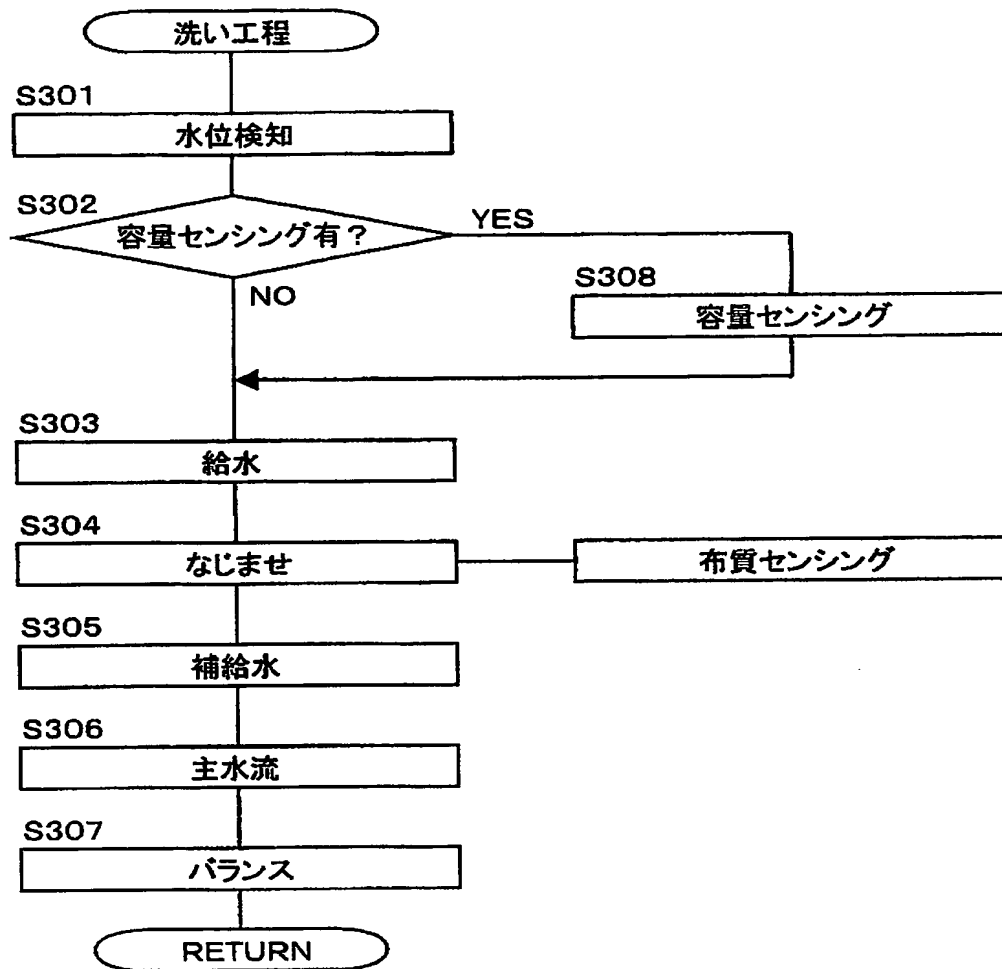 洗い工程
S301
水位検知
S302
容量センシング有?
YES
NO
S308
容量センシング
S303
給水
S304
なじませ
布質センシング
S305
補給水
S306
主水流
S307
バランス
RETURN